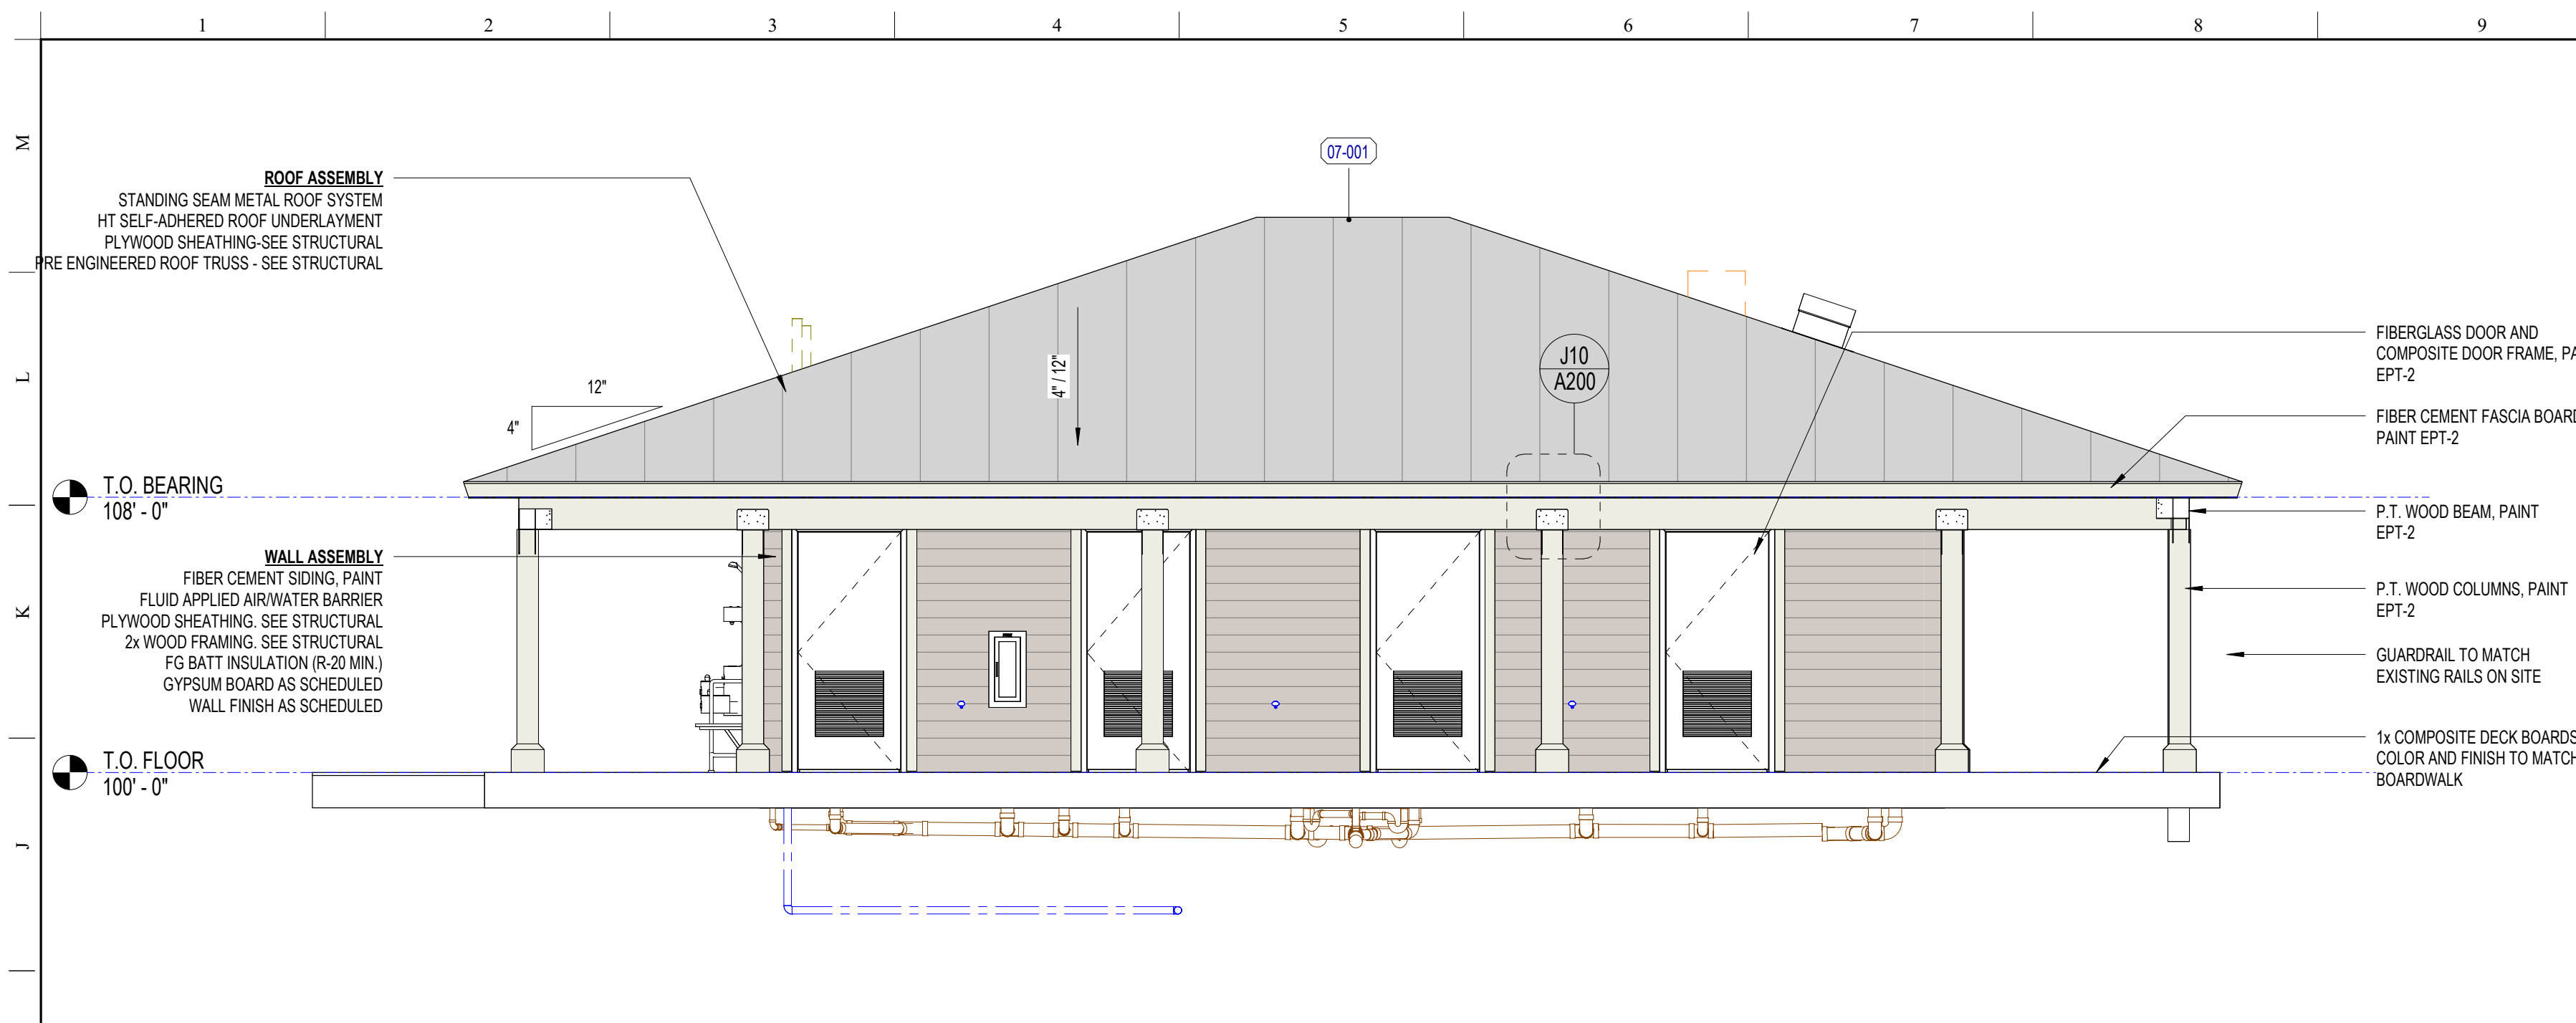 1 2 3 4 5 6 7 8 9
M
L
K
J
07-001
ROOF ASSEMBLY
STANDING SEAM METAL ROOF SYSTEM
HT SELF-ADHERED ROOF UNDERLAYMENT
PLYWOOD SHEATHING-SEE STRUCTURAL
PRE ENGINEERED ROOF TRUSS - SEE STRUCTURAL
12"
4"
4" / 12"
J10
A200
T.O. BEARING
108' - 0"
WALL ASSEMBLY
FIBER CEMENT SIDING, PAINT
FLUID APPLIED AIR/WATER BARRIER
PLYWOOD SHEATHING. SEE STRUCTURAL
2x WOOD FRAMING. SEE STRUCTURAL
FG BATT INSULATION (R-20 MIN.)
GYPSUM BOARD AS SCHEDULED
WALL FINISH AS SCHEDULED
T.O. FLOOR
100' - 0"
FIBERGLASS DOOR AND
COMPOSITE DOOR FRAME, PA
EPT-2
FIBER CEMENT FASCIA BOARD
PAINT EPT-2
P.T. WOOD BEAM, PAINT
EPT-2
P.T. WOOD COLUMNS, PAINT
EPT-2
GUARDRAIL TO MATCH
EXISTING RAILS ON SITE
1x COMPOSITE DECK BOARDS
COLOR AND FINISH TO MATCH
BOARDWALK